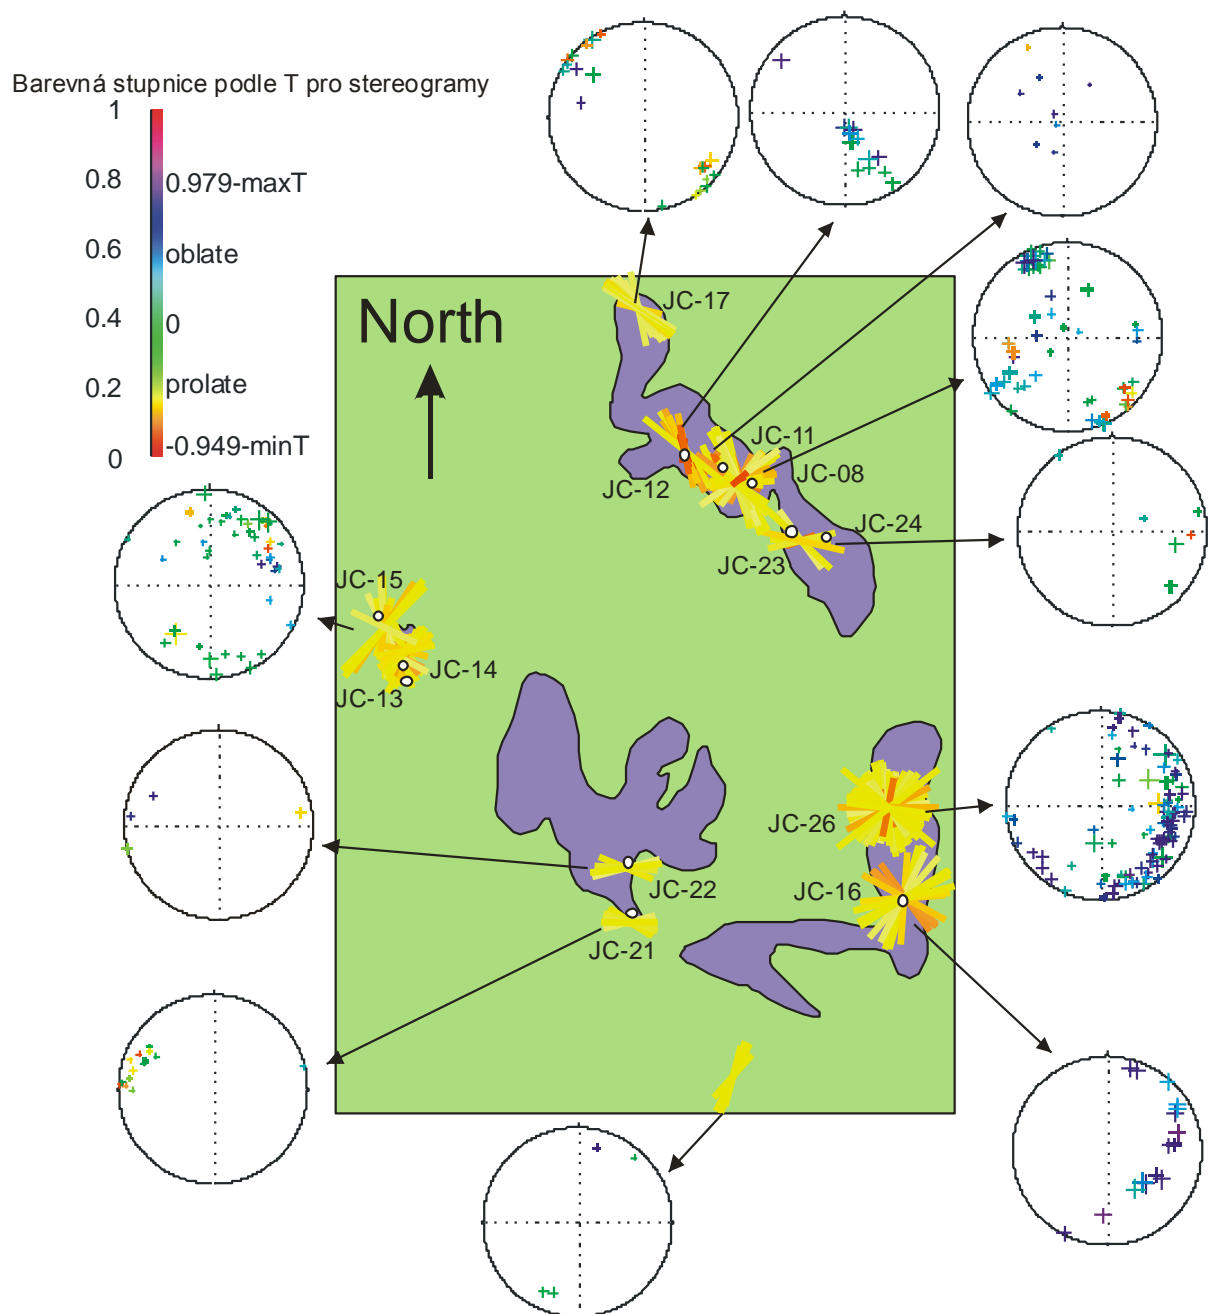 Barevná stupnice podle T pro stereogramy
1
0.8
0.979-maxT
0.6
oblate
0.4
0
0.2
prolate
-0.949-minT
0
North
JC-17
JC-11
JC-12
JC-08
JC-24
JC-23
JC-15
JC-14
JC-13
JC-26
JC-22
JC-16
JC-21